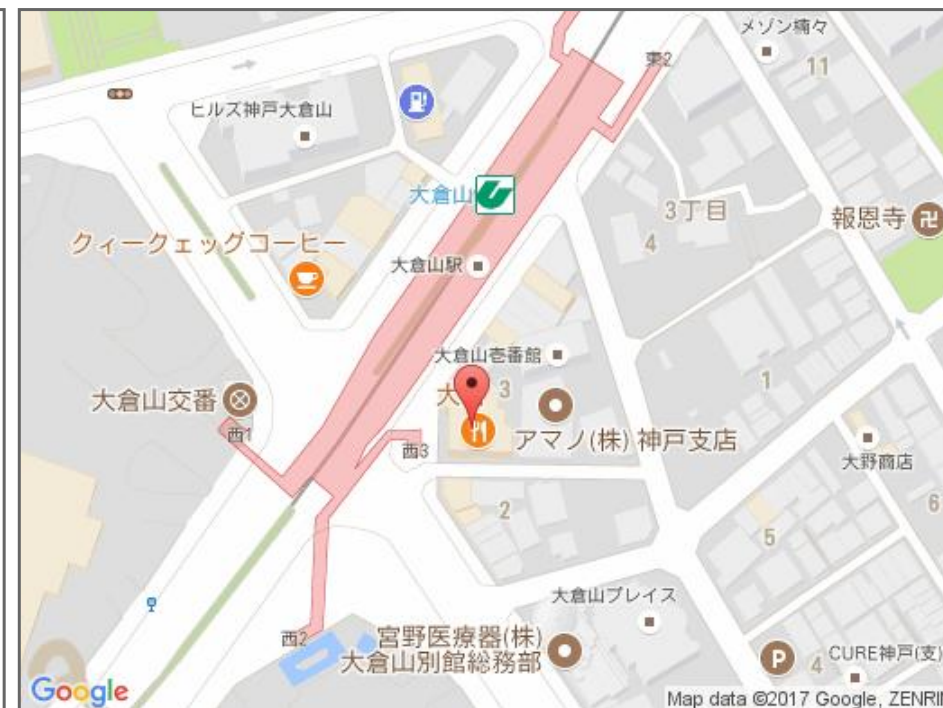 メゾン楠々
11
東2
ヒルズ神戸大倉山
大倉山
3丁目
4
報恩寺
卍
クィークェッグコーヒー
大倉山駅
大倉山壱番館
大
3
1
大倉山交番
西1
西3
アマノ(株) 神戸支店
大野商店
2
6
5
大倉山プレイス
西2
宮野医療器(株)
大倉山別館総務部
P
4
CURE神戸(支)
Google
Map data ©2017 Google, ZENRIN